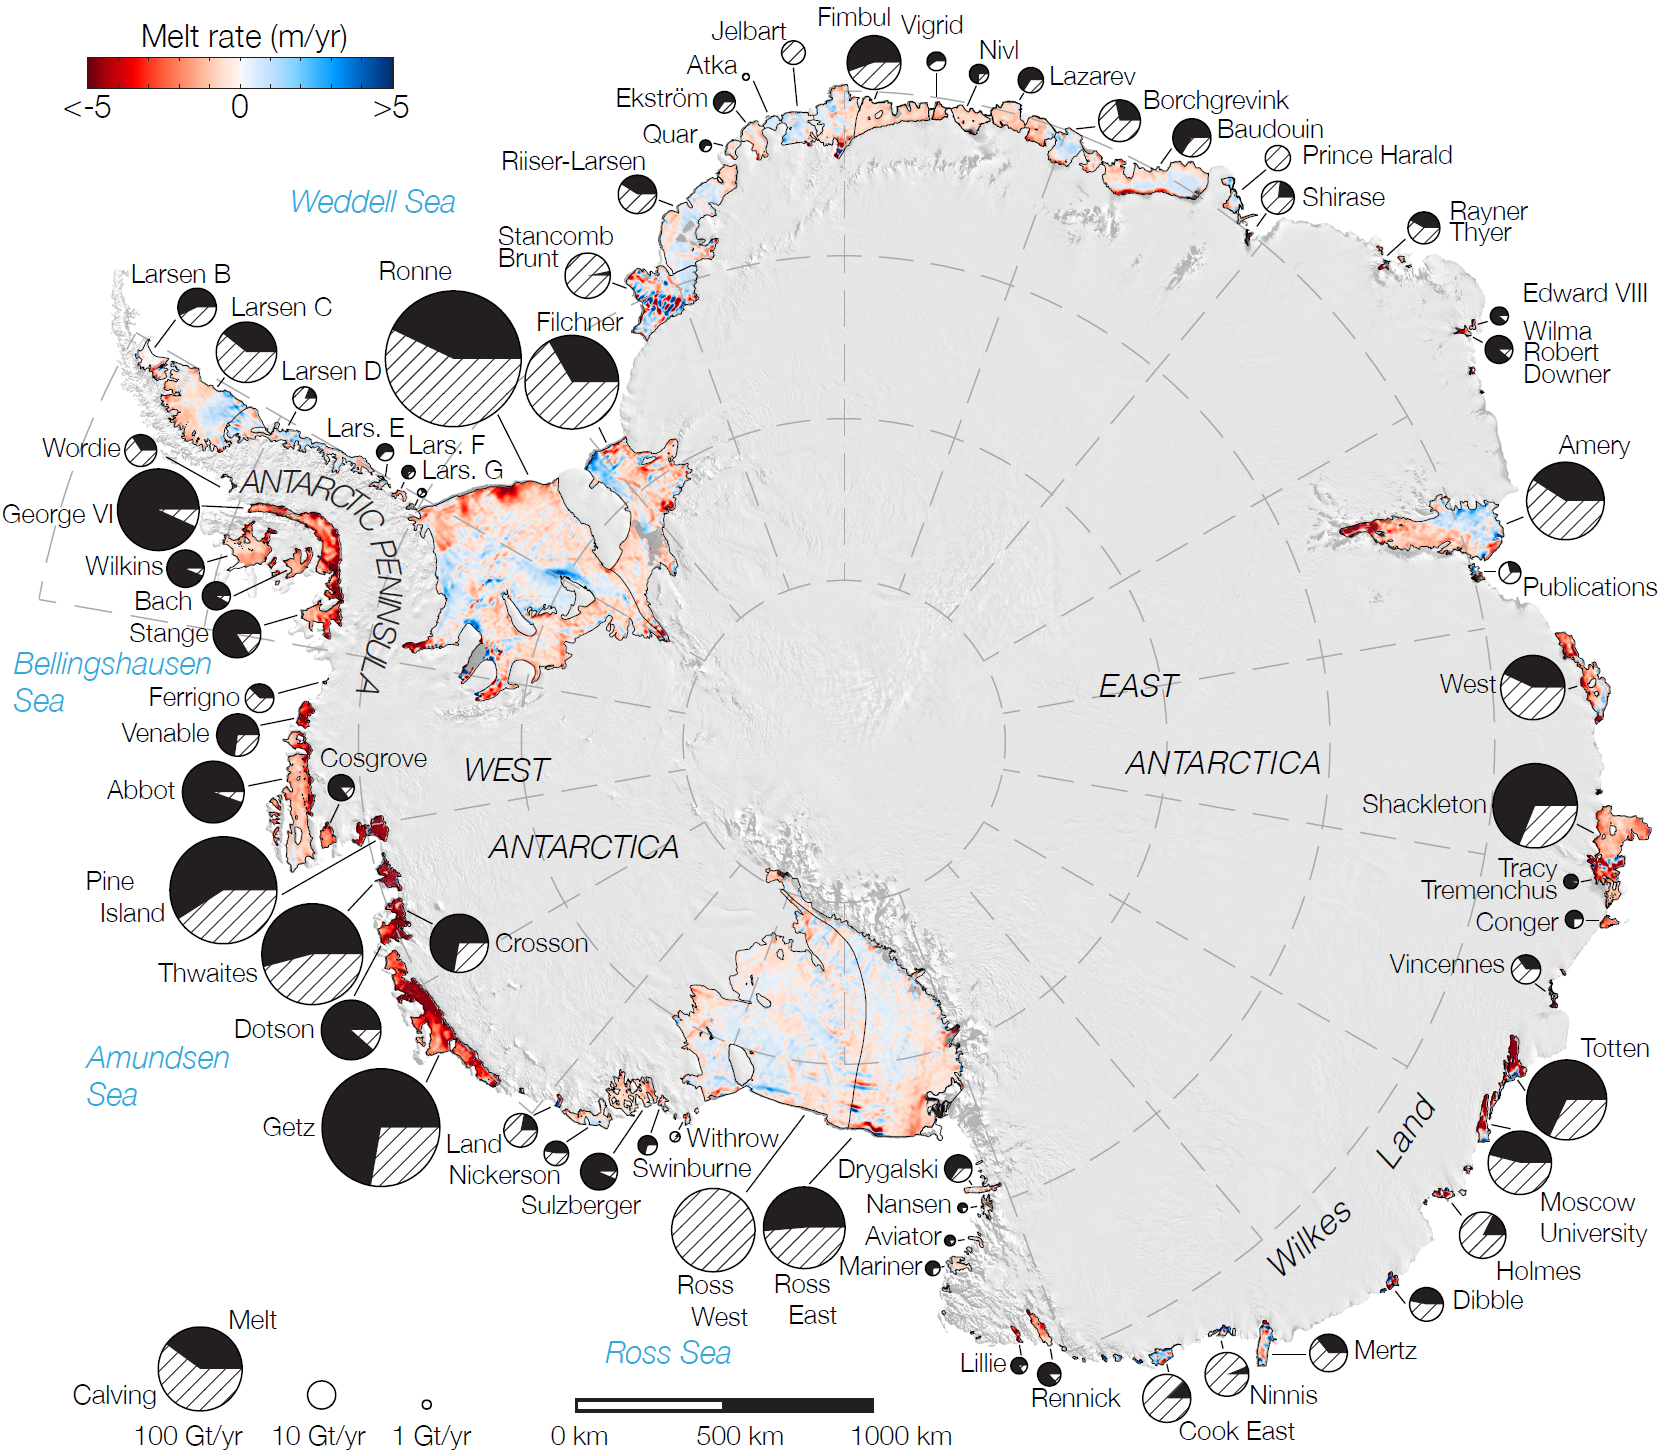 Melt rate (m/yr)
<-5 0 >5
Fimbul
Vigrid
Jelbart
Nivl
Atka
Lazarev
Ekström
Borchgrevink
Quar
Baudouin
Riiser-Larsen
Prince Harald
Shirase
Weddell Sea
Stancomb
Brunt
Rayner
Thyer
Ronne
Larsen B
Filchner
Edward VIII
Larsen C
Wilma
Robert
Downer
Larsen D
Lars. E
Lars. F
Lars. G
Wordie
Amery
ANTARCTIC PENINSULA
George VI
Wilkins
Bach
Publications
Stange
Bellingshausen
Sea
Ferrigno
EAST
West
Venable
Cosgrove
WEST
ANTARCTICA
Abbot
Shackleton
ANTARCTICA
Pine
Island
Tracy
Tremenchus
Conger
Crosson
Thwaites
Vincennes
Dotson
Amundsen
Sea
Totten
Getz
Land
Nickerson
Withrow
Swinburne
Sulzberger
Wilkes Land
Drygalski
Nansen
Aviator
Mariner
Moscow
University
Holmes
Ross
West
Ross
East
Dibble
Ross Sea
Lillie
Rennick
Mertz
Ninnis
Cook East
Melt
Calving
100 Gt/yr 10 Gt/yr 1 Gt/yr
0 km 500 km 1000 km